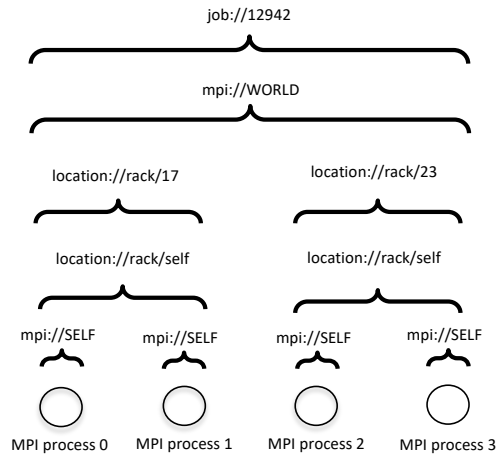 job://12942
mpi://WORLD
location://rack/17 location://rack/23
location://rack/self location://rack/self
mpi://SELF mpi://SELF mpi://SELF mpi://SELF
MPI process 0 MPI process 1 MPI process 2 MPI process 3